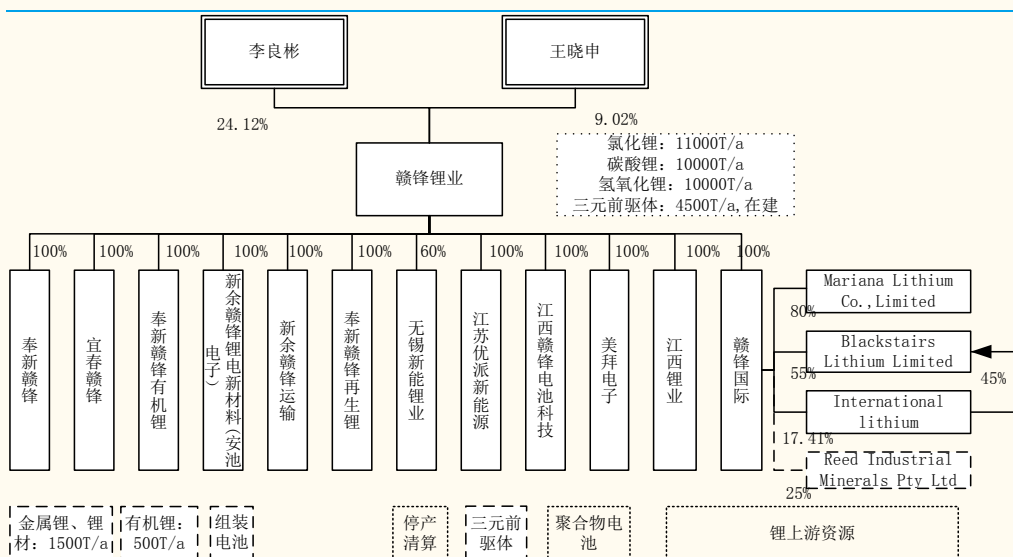 李良彬
王晓申
24.12%
9.02%
赣锋锂业
氯化锂：11000T/a
碳酸锂：10000T/a
氢氧化锂：10000T/a
三元前驱体：4500T/a,在建
100%
100%
100%
100%
100%
100%
60%
100%
100%
100%
100%
100%
奉新赣锋
宜春赣锋
奉新赣锋有机锂
新余赣锋锂电新材料(安池
电子)
新余赣锋运输
奉新赣锋再生锂
无锡新能锂业
江苏优派新能源
江西赣锋电池科技
美拜电子
江西锂业
赣锋国际
Mariana Lithium
Co.,Limited
80%
Blackstairs
Lithium Limited
55%
45%
International
lithium
17.41%
Reed Industrial
Minerals Pty Ltd
25%
金属锂、锂
材：1500T/a
有机锂：
500T/a
组装
电池
停产
清算
三元前
驱体
聚合物电
池
锂上游资源